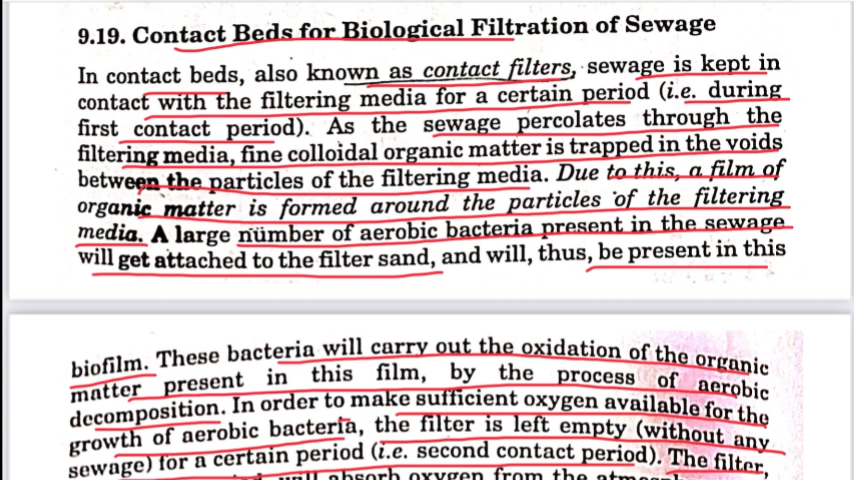 9.19. Contact Beds for Biological Filtration of Sewage
In contact beds, also known as contact filters, sewage is kept in
contact with the filtering media for a certain period (i.e. during
first contact period). As the sewage percolates through the
filtering media, fine colloidal organic matter is trapped in the voids
between the particles of the filtering media. Due to this, a film of
organic matter is formed around the particles of the filtering
media. A large number of aerobic bacteria present in the sewage
will get attached to the filter sand, and will, thus, be present in this
biofilm. These bacteria will carry out the oxidation of the organic
matter present in this film, by the process of aerobic
decomposition. In order to make sufficient oxygen available for the
growth of aerobic bacteria, the filter is left empty (without any
sewage) for a certain period (i.e. second contact period). The filter,
will absorb oxygen from the